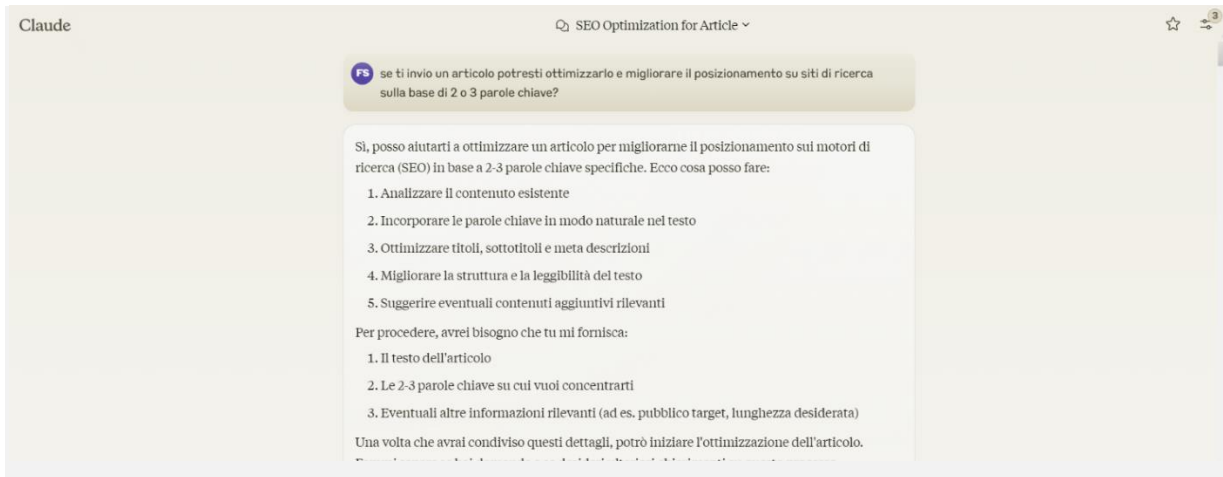 Claude
SEO Optimization for Article
3
FS
se ti invio un articolo potresti ottimizzarlo e migliorare il posizionamento su siti di ricerca
sulla base di 2 o 3 parole chiave?
Sì, posso aiutarti a ottimizzare un articolo per migliorarne il posizionamento sui motori di
ricerca (SEO) in base a 2-3 parole chiave specifiche. Ecco cosa posso fare:
1. Analizzare il contenuto esistente
2. Incorporare le parole chiave in modo naturale nel testo
3. Ottimizzare titoli, sottotitoli e meta descrizioni
4. Migliorare la struttura e la leggibilità del testo
5. Suggerire eventuali contenuti aggiuntivi rilevanti
Per procedere, avrei bisogno che tu mi fornisca:
1. Il testo dell'articolo
2. Le 2-3 parole chiave su cui vuoi concentrarti
3. Eventuali altre informazioni rilevanti (ad es. pubblico target, lunghezza desiderata)
Una volta che avrai condiviso questi dettagli, potrò iniziare l'ottimizzazione dell'articolo.